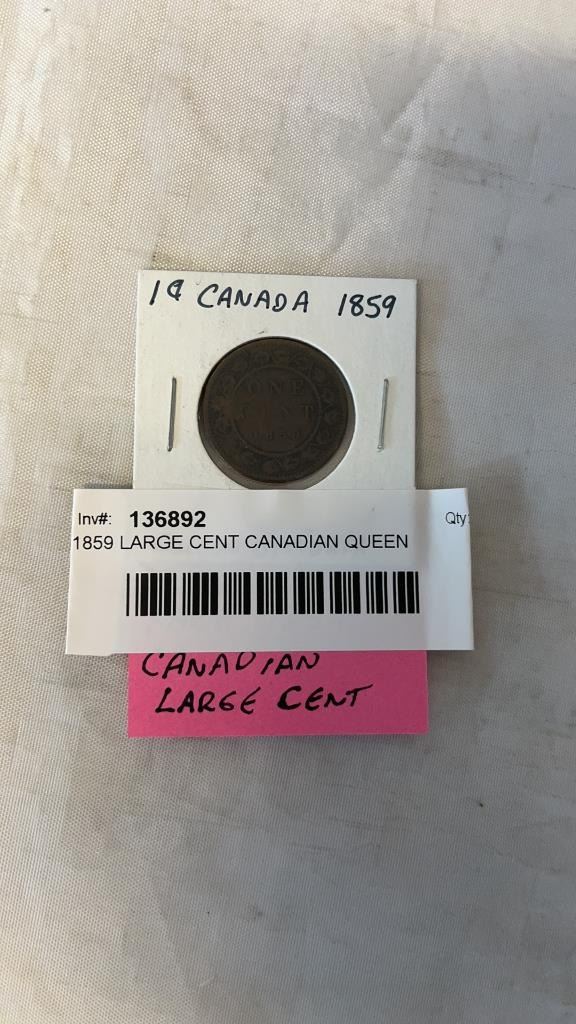 1¢ CANADA 1859
ONE
CENT
Inv#: 136892 Qty:
1859 LARGE CENT CANADIAN QUEEN
CANADIAN
LARGE CENT